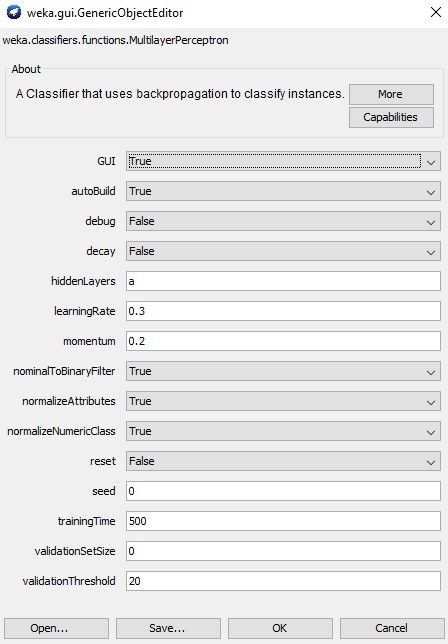 weka.gui.GenericObjectEditor
weka.classifiers.functions.MultilayerPerceptron
About
A Classifier that uses backpropagation to classify instances. More
Capabilities
GUI True
autoBuild True
debug False
decay False
hiddenLayers a
learningRate 0.3
momentum 0.2
nominalToBinaryFilter True
normalizeAttributes True
normalizeNumericClass True
reset False
seed 0
trainingTime 500
validationSetSize 0
validationThreshold 20
Open... Save... OK Cancel